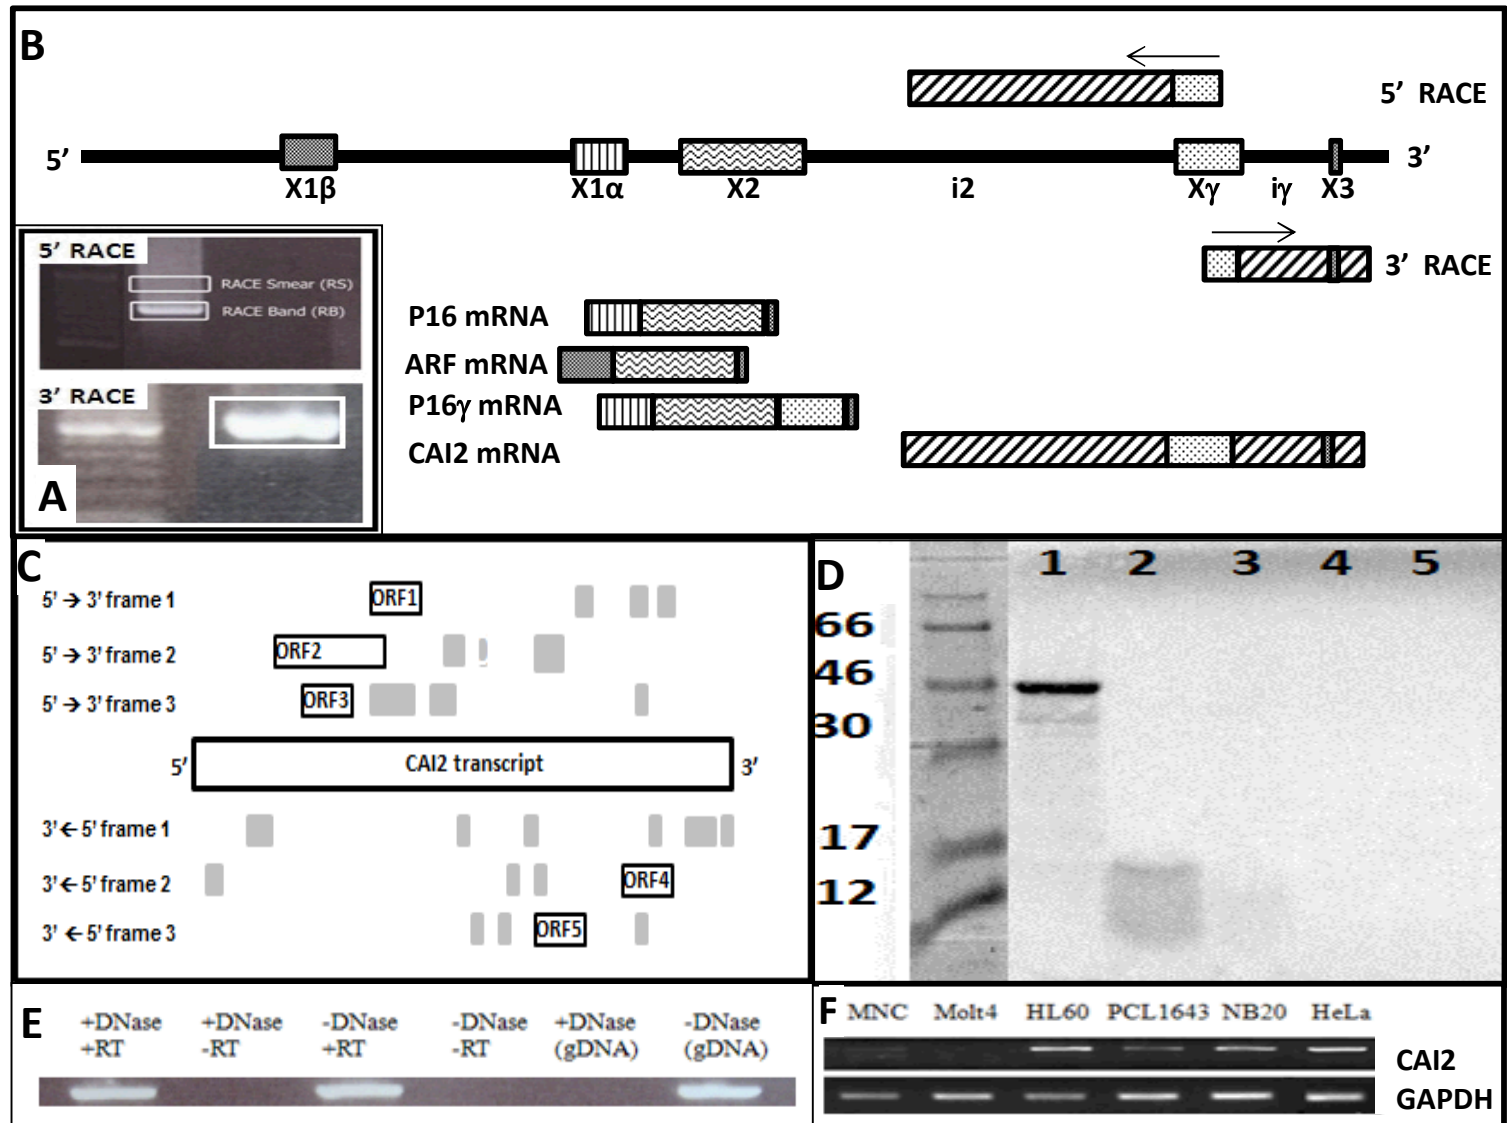 B
5’ RACE
5’
3’
X1β
X1α
X2
i2
Xγ
iγ
X3
5’ RACE
RACE Smear (RS)
RACE Band (RB)
3’ RACE
A
3’ RACE
P16 mRNA
ARF mRNA
P16γ mRNA
CAI2 mRNA
C
5’ → 3’ frame 1
ORF1
5’ → 3’ frame 2
ORF2
5’ → 3’ frame 3
ORF3
5’
CAI2 transcript
3’
3’ ← 5’ frame 1
3’ ← 5’ frame 2
ORF4
3’ ← 5’ frame 3
ORF5
D
1 2 3 4 5
66
46
30
17
12
E
+DNase +DNase -DNase -DNase +DNase -DNase
+RT -RT +RT -RT (gDNA) (gDNA)
F
MNC Molt4 HL60 PCL1643 NB20 HeLa
CAI2
GAPDH